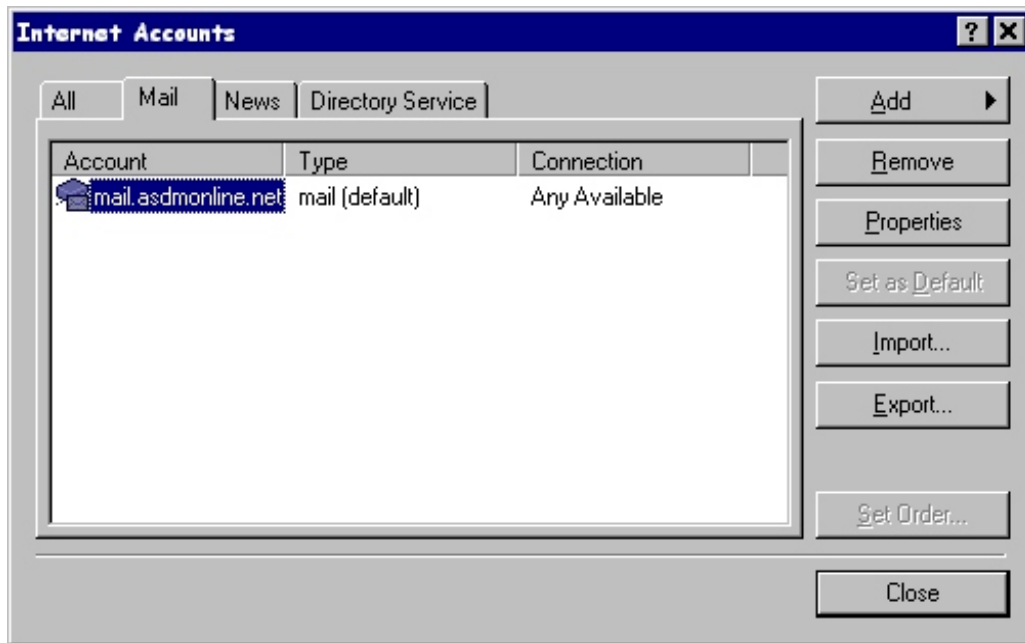 Internet Accounts
All Mail News Directory Service
Account Type Connection
mail.asdmonline.net mail (default) Any Available
Add
Remove
Properties
Set as Default
Import...
Export...
Set Order...
Close